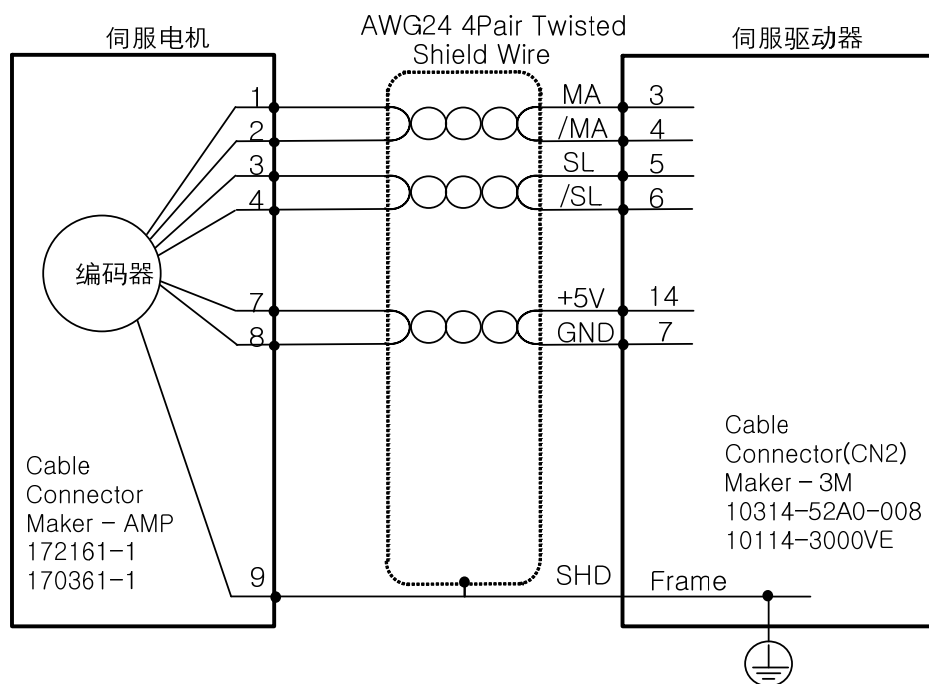 伺服电机
AWG24 4Pair Twisted
Shield Wire
伺服驱动器
1
MA
3
2
/MA
4
3
SL
5
4
/SL
6
编码器
7
+5V
14
8
GND
7
Cable
Connector
Maker - AMP
172161-1
170361-1
Cable
Connector(CN2)
Maker - 3M
10314-52A0-008
10114-3000VE
9
SHD
Frame